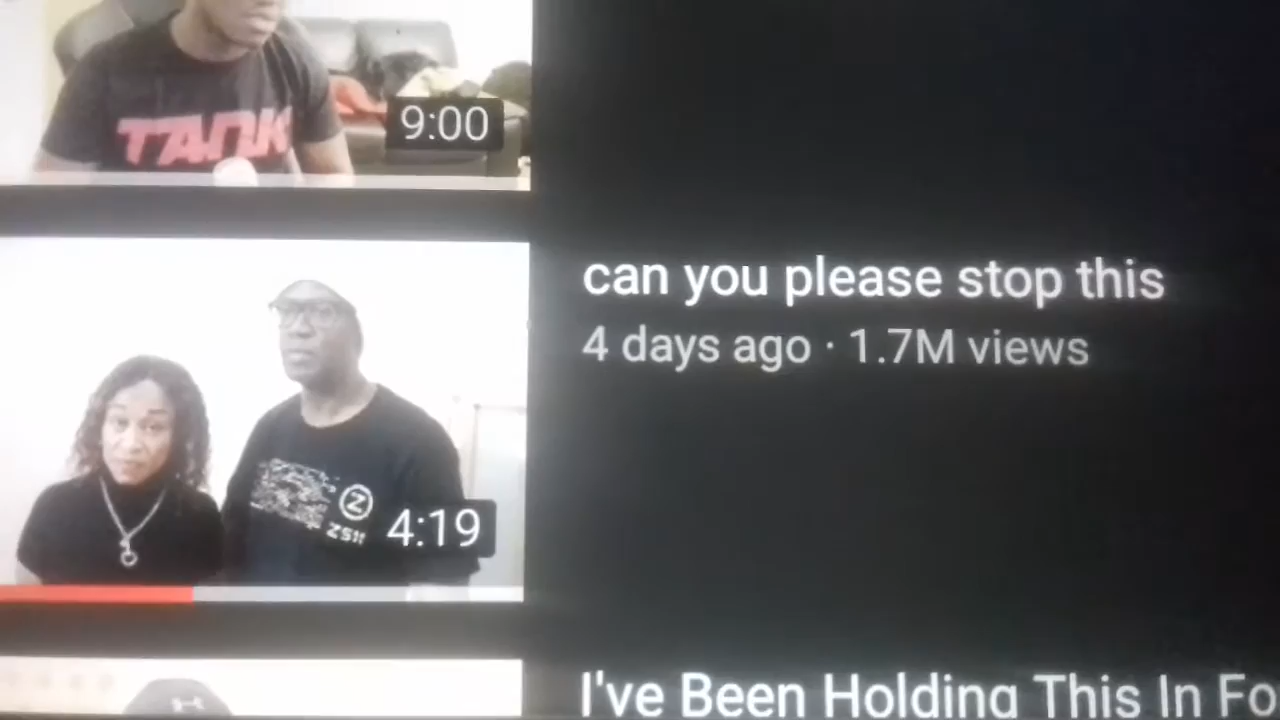 TANK
9:00
can you please stop this
4 days ago · 1.7M views
Z
4:19
I've Been Holding This In Fo